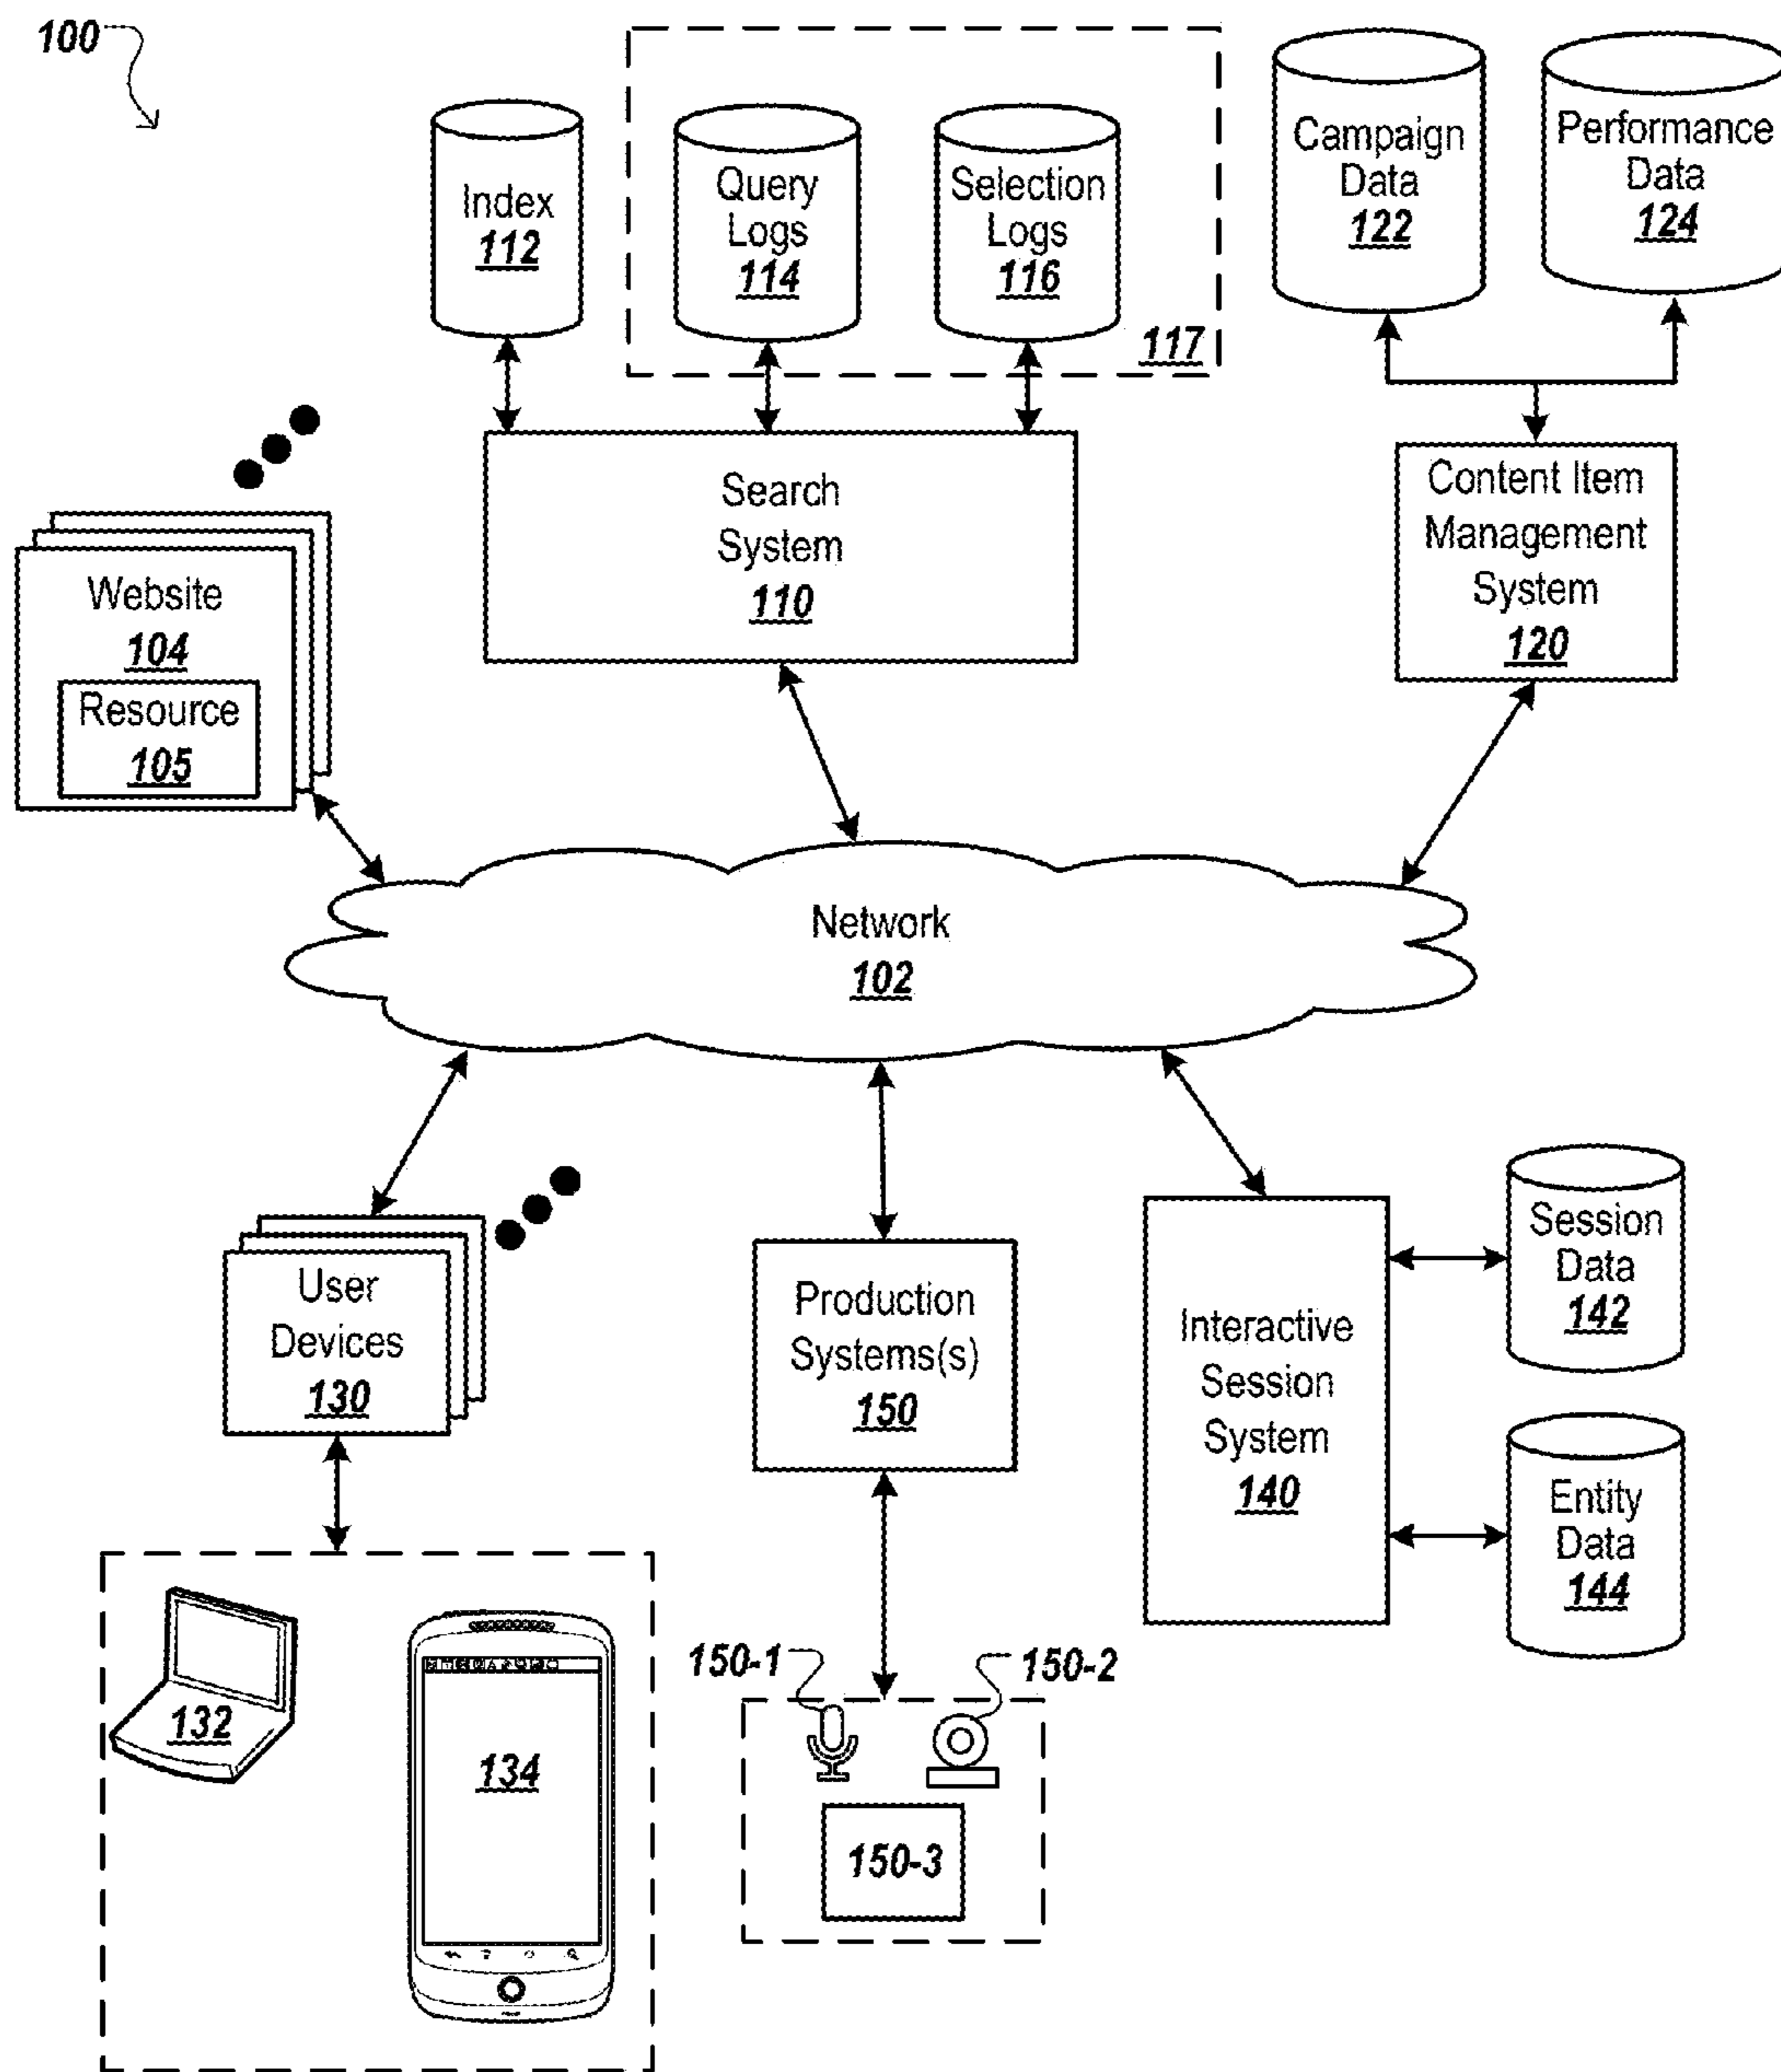 100
Index
112
Query
Logs
114
Selection
Logs
116
117
Campaign
Data
122
Performance
Data
124
Search
System
110
Content Item
Management
System
120
Website
104
Resource
105
Network
102
User
Devices
130
Production
Systems(s)
150
Interactive
Session
System
140
Session
Data
142
Entity
Data
144
132
134
150-1
150-2
150-3